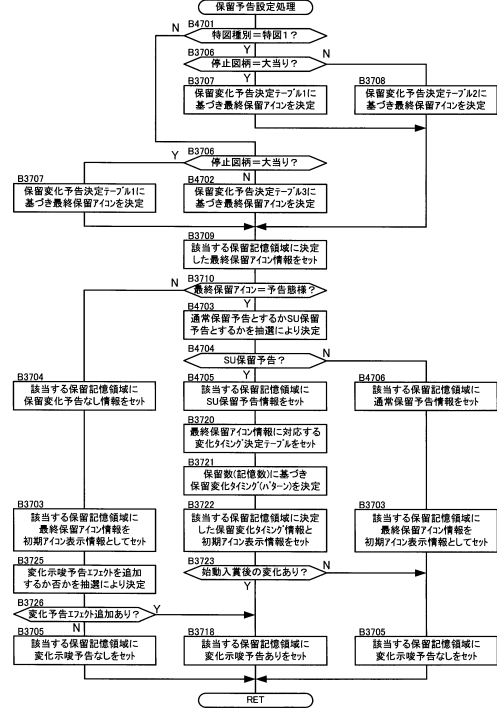 保留予告設定処理
B4701
特図種別＝特図1？
N
Y
B3706
停止図柄＝大当り？
N
Y
B3707
保留変化予告決定テーブル1に
基づき最終保留アイコンを決定
B3708
保留変化予告決定テーブル2に
基づき最終保留アイコンを決定
B3706
停止図柄＝大当り？
Y
N
B3707
保留変化予告決定テーブル1に
基づき最終保留アイコンを決定
B4702
保留変化予告決定テーブル3に
基づき最終保留アイコンを決定
B3709
該当する保留記憶領域に決定
した最終保留アイコン情報をセット
B3710
最終保留アイコン＝予告態様？
N
Y
B4703
通常保留予告とするかSU保留
予告とするかを抽選により決定
B4704
SU保留予告？
N
Y
B3704
該当する保留記憶領域に
保留変化予告なし情報をセット
B4705
該当する保留記憶領域に
SU保留予告情報をセット
B4706
該当する保留記憶領域に
通常保留予告情報をセット
B3720
最終保留アイコン情報に対応する
変化タイミング決定テーブルをセット
B3721
保留数(記憶数)に基づき
保留変化タイミング(パターン)を決定
B3703
該当する保留記憶領域に
最終保留アイコン情報を
初期アイコン表示情報としてセット
B3722
該当する保留記憶領域に決定
した保留変化タイミング情報と
初期アイコン表示情報をセット
B3703
該当する保留記憶領域に
最終保留アイコン情報を
初期アイコン表示情報としてセット
B3725
変化示唆予告エフェクトを追加
するか否かを抽選により決定
B3723
始動入賞後の変化あり？
N
Y
B3726
変化予告エフェクト追加あり？
Y
N
B3705
該当する保留記憶領域に
変化示唆予告なしをセット
B3718
該当する保留記憶領域に
変化示唆予告ありをセット
B3705
該当する保留記憶領域に
変化示唆予告なしをセット
RET